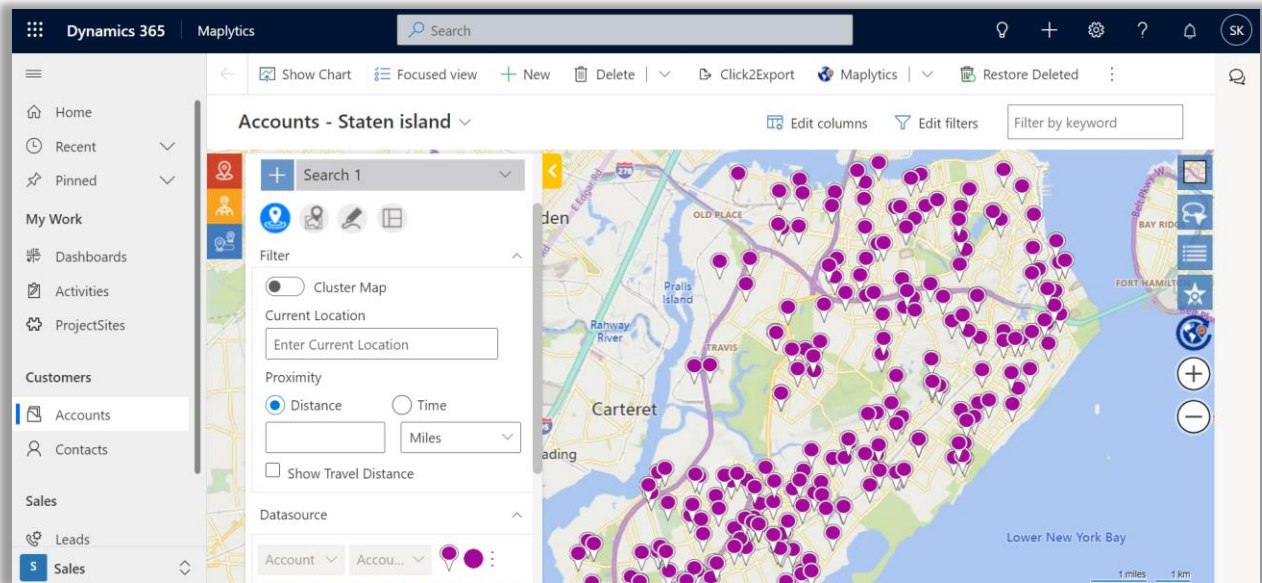 Dynamics 365 Maplytics Search SK
Show Chart Focused view + New Delete Click2Export Maplytics Restore Deleted
Home
Recent
Pinned
My Work
Dashboards
Activities
ProjectSites
Customers
Accounts
Contacts
Sales
Leads
S Sales
Accounts - Staten island
Edit columns Edit filters Filter by keyword
+ Search 1
Filter
Cluster Map
Current Location
Enter Current Location
Proximity
Distance Time
Miles
Show Travel Distance
Datasource
Account Accou...
278
OLD PLACE
den
Pralls
Island
Rahway
River
TRAVIS
Carteret
ading
FORT HAMILT
Lower New York Bay
1 miles 1 km